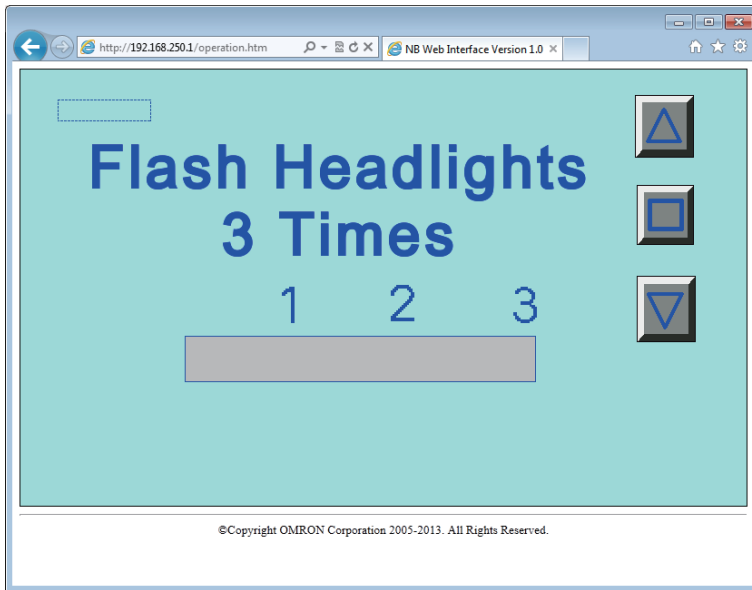 http://192.168.250.1/operation.htm
NB Web Interface Version 1.0
Flash Headlights
3 Times
1 2 3
©Copyright OMRON Corporation 2005-2013. All Rights Reserved.